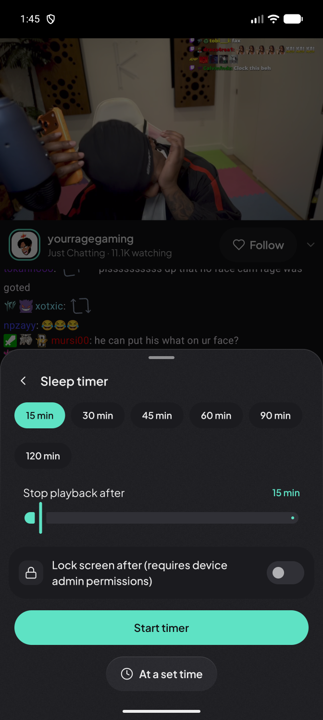 1:45
yourragegaming
Just Chatting · 11.1K watching
Follow
up that no face cam rage was
goted
xotxic:
npzayy:
mursi00: he can put his what on ur face?
Sleep timer
15 min
30 min
45 min
60 min
90 min
120 min
Stop playback after
15 min
Lock screen after (requires device
admin permissions)
Start timer
At a set time